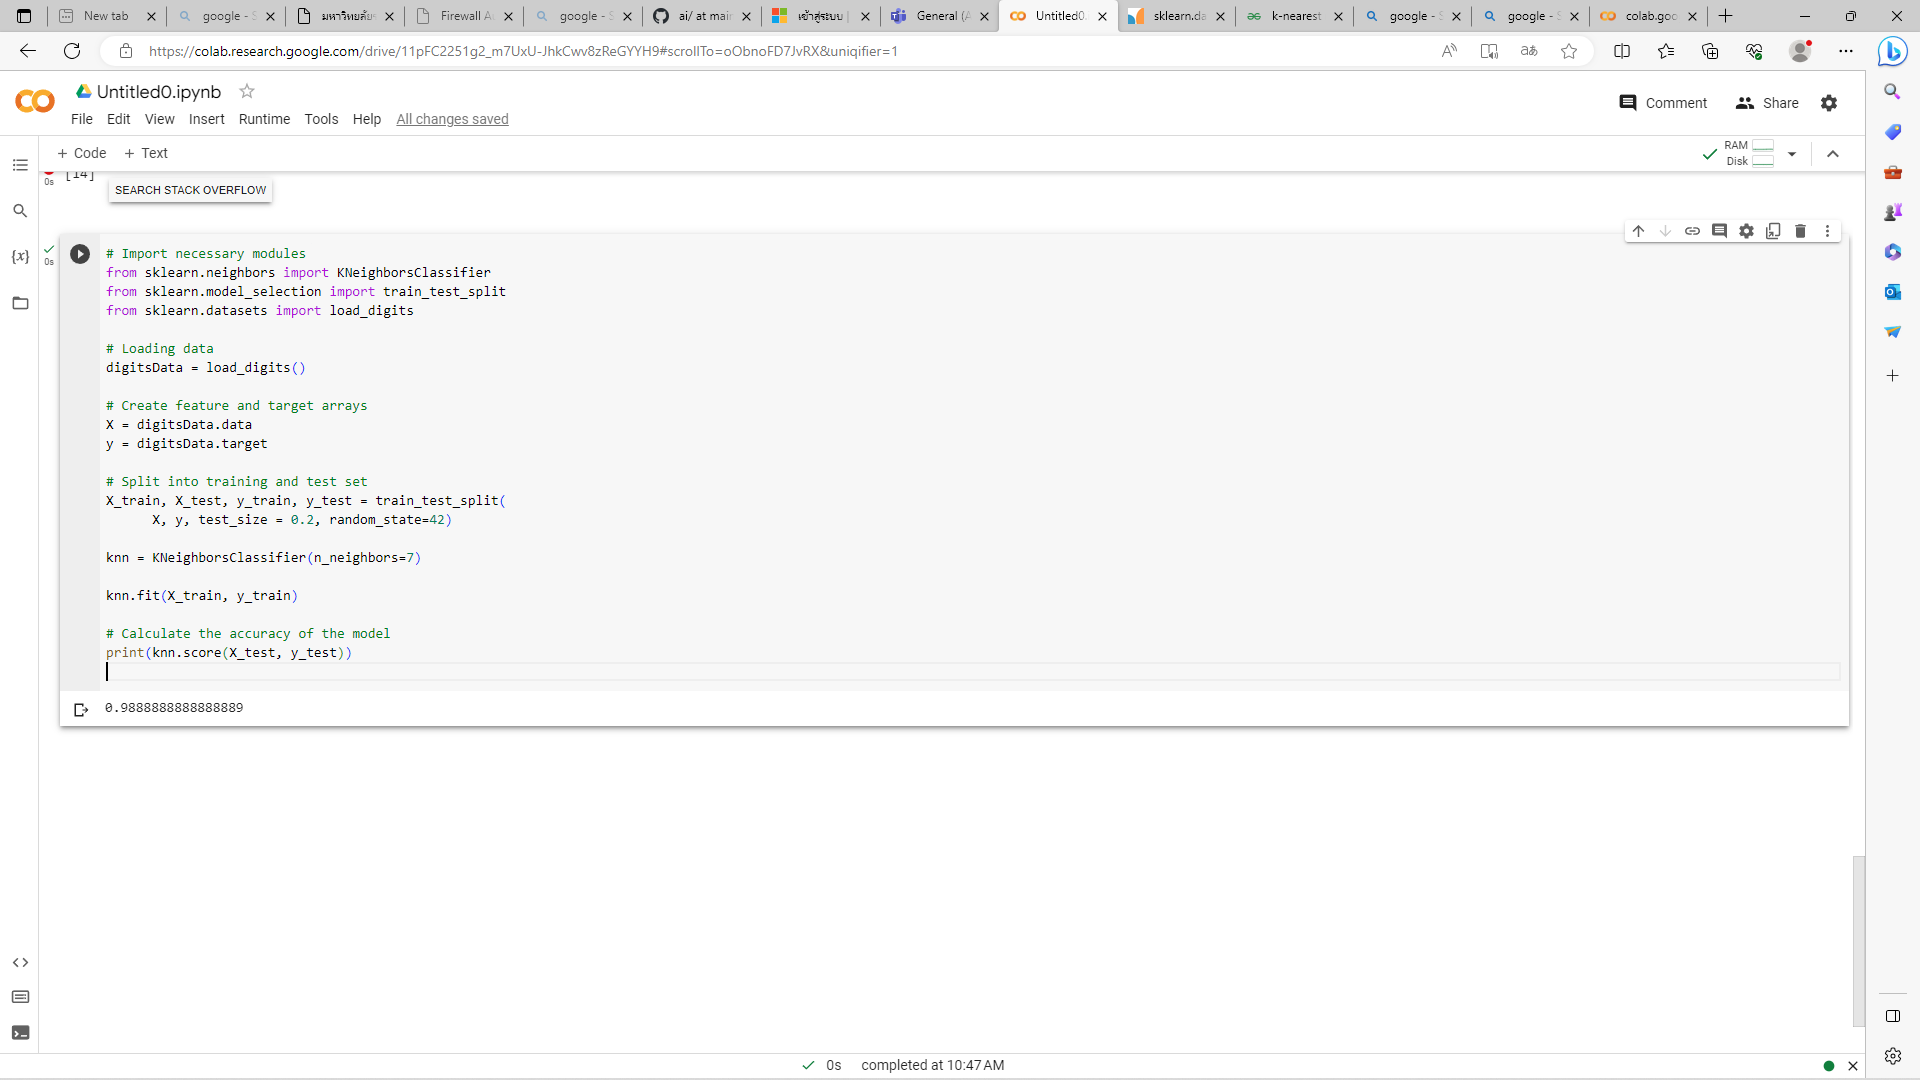 New tab
google - S
มหาวิทยลัย
Firewall A
google - S
ai/ at mair
เข้าสู่ระบบ |
General (A
Untitled0.
sklearn.da
k-nearest
google - S
google - S
colab.goo
https://colab.research.google.com/drive/11pFC2251g2_m7UxU-JhkCwv8zReGYYH9#scrollTo=oObnoFD7JvRX&uniqifier=1
Untitled0.ipynb
Comment
Share
File Edit View Insert Runtime Tools Help All changes saved
+ Code + Text
RAM
Disk
[14]
0s
SEARCH STACK OVERFLOW
0s
# Import necessary modules
from sklearn.neighbors import KNeighborsClassifier
from sklearn.model_selection import train_test_split
from sklearn.datasets import load_digits
# Loading data
digitsData = load_digits()
# Create feature and target arrays
X = digitsData.data
y = digitsData.target
# Split into training and test set
X_train, X_test, y_train, y_test = train_test_split(
X, y, test_size = 0.2, random_state=42)
knn = KNeighborsClassifier(n_neighbors=7)
knn.fit(X_train, y_train)
# Calculate the accuracy of the model
print(knn.score(X_test, y_test))
0.9888888888888889
0s completed at 10:47 AM